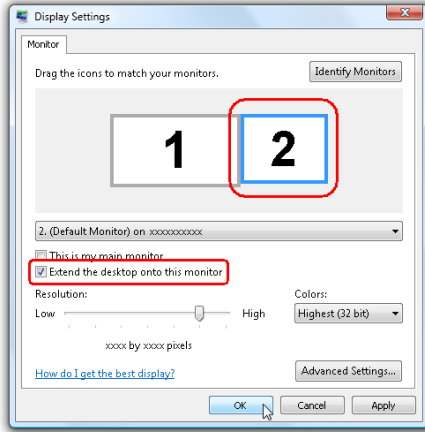 Display Settings
Monitor
Drag the icons to match your monitors.
Identify Monitors
1
2
2. (Default Monitor) on xxxxxxxxxx
This is my main monitor
Extend the desktop onto this monitor
Resolution:
Colors:
Low
High
Highest (32 bit)
xxxx by xxxx pixels
How do I get the best display?
Advanced Settings...
OK
Cancel
Apply